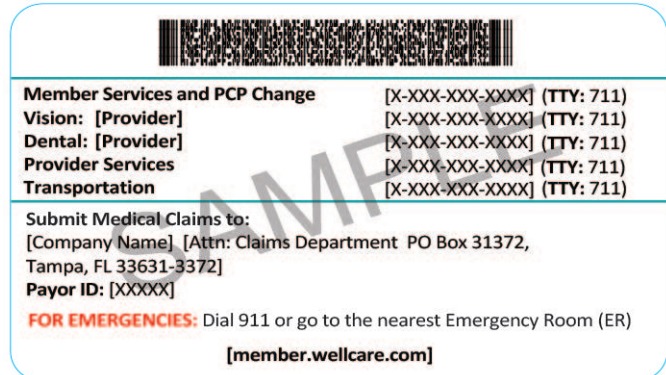 Member Services and PCP Change [X-XXX-XXX-XXXX] (TTY: 711)
Vision: [Provider] [X-XXX-XXX-XXXX] (TTY: 711)
Dental: [Provider] [X-XXX-XXX-XXXX] (TTY: 711)
Provider Services [X-XXX-XXX-XXXX] (TTY: 711)
Transportation [X-XXX-XXX-XXXX] (TTY: 711)
SAMPLE
Submit Medical Claims to:
[Company Name] [Attn: Claims Department PO Box 31372,
Tampa, FL 33631-3372]
Payor ID: [XXXXX]
FOR EMERGENCIES: Dial 911 or go to the nearest Emergency Room (ER)
[member.wellcare.com]